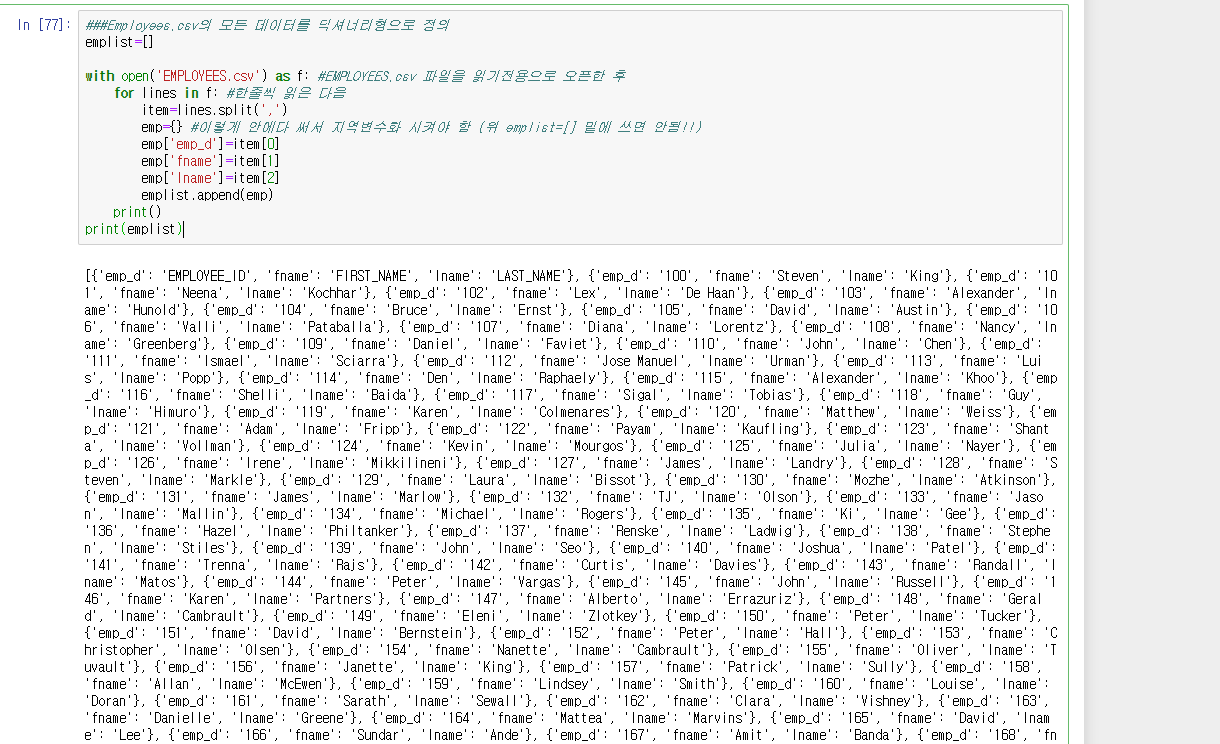 In [77]: ###Employees.csv의 모든 데이터를 딕셔너리형으로 정의
emplist=[]
with open('EMPLOYEES.csv') as f: #EMPLOYEES.csv 파일을 읽기전용으로 오픈한 후
for lines in f: #한줄씩 읽은 다음
item=lines.split(',')
emp={} #이렇게 안에다 써서 지역변수화 시켜야 함 (위 emplist=[] 밑에 쓰면 안됨!!)
emp['emp_d']=item[0]
emp['fname']=item[1]
emp['lname']=item[2]
emplist.append(emp)
print()
print(emplist)
[{'emp_d': 'EMPLOYEE_ID', 'fname': 'FIRST_NAME', 'lname': 'LAST_NAME'}, {'emp_d': '100', 'fname': 'Steven', 'lname': 'King'}, {'emp_d': '10
1', 'fname': 'Neena', 'lname': 'Kochhar'}, {'emp_d': '102', 'fname': 'Lex', 'lname': 'De Haan'}, {'emp_d': '103', 'fname': 'Alexander', 'ln
ame': 'Hunold'}, {'emp_d': '104', 'fname': 'Bruce', 'lname': 'Ernst'}, {'emp_d': '105', 'fname': 'David', 'lname': 'Austin'}, {'emp_d': '10
6', 'fname': 'Valli', 'lname': 'Pataballa'}, {'emp_d': '107', 'fname': 'Diana', 'lname': 'Lorentz'}, {'emp_d': '108', 'fname': 'Nancy', 'ln
ame': 'Greenberg'}, {'emp_d': '109', 'fname': 'Daniel', 'lname': 'Faviet'}, {'emp_d': '110', 'fname': 'John', 'lname': 'Chen'}, {'emp_d':
'111', 'fname': 'Ismael', 'lname': 'Sciarra'}, {'emp_d': '112', 'fname': 'Jose Manuel', 'lname': 'Urman'}, {'emp_d': '113', 'fname': 'Lui
s', 'lname': 'Popp'}, {'emp_d': '114', 'fname': 'Den', 'lname': 'Raphaely'}, {'emp_d': '115', 'fname': 'Alexander', 'lname': 'Khoo'}, {'emp
_d': '116', 'fname': 'Shelli', 'lname': 'Baida'}, {'emp_d': '117', 'fname': 'Sigal', 'lname': 'Tobias'}, {'emp_d': '118', 'fname': 'Guy',
'lname': 'Himuro'}, {'emp_d': '119', 'fname': 'Karen', 'lname': 'Colmenares'}, {'emp_d': '120', 'fname': 'Matthew', 'lname': 'Weiss'}, {'em
p_d': '121', 'fname': 'Adam', 'lname': 'Fripp'}, {'emp_d': '122', 'fname': 'Payam', 'lname': 'Kaufling'}, {'emp_d': '123', 'fname': 'Shant
a', 'lname': 'Vollman'}, {'emp_d': '124', 'fname': 'Kevin', 'lname': 'Mourgos'}, {'emp_d': '125', 'fname': 'Julia', 'lname': 'Nayer'}, {'em
p_d': '126', 'fname': 'Irene', 'lname': 'Mikkilineni'}, {'emp_d': '127', 'fname': 'James', 'lname': 'Landry'}, {'emp_d': '128', 'fname': 'S
teven', 'lname': 'Markle'}, {'emp_d': '129', 'fname': 'Laura', 'lname': 'Bissot'}, {'emp_d': '130', 'fname': 'Mozhe', 'lname': 'Atkinson'},
{'emp_d': '131', 'fname': 'James', 'lname': 'Marlow'}, {'emp_d': '132', 'fname': 'TJ', 'lname': 'Olson'}, {'emp_d': '133', 'fname': 'Jaso
n', 'lname': 'Mallin'}, {'emp_d': '134', 'fname': 'Michael', 'lname': 'Rogers'}, {'emp_d': '135', 'fname': 'Ki', 'lname': 'Gee'}, {'emp_d':
'136', 'fname': 'Hazel', 'lname': 'Philtanker'}, {'emp_d': '137', 'fname': 'Renske', 'lname': 'Ladwig'}, {'emp_d': '138', 'fname': 'Stephe
n', 'lname': 'Stiles'}, {'emp_d': '139', 'fname': 'John', 'lname': 'Seo'}, {'emp_d': '140', 'fname': 'Joshua', 'lname': 'Patel'}, {'emp_d':
'141', 'fname': 'Trenna', 'lname': 'Rajs'}, {'emp_d': '142', 'fname': 'Curtis', 'lname': 'Davies'}, {'emp_d': '143', 'fname': 'Randall', 'l
name': 'Matos'}, {'emp_d': '144', 'fname': 'Peter', 'lname': 'Vargas'}, {'emp_d': '145', 'fname': 'John', 'lname': 'Russell'}, {'emp_d': '1
46', 'fname': 'Karen', 'lname': 'Partners'}, {'emp_d': '147', 'fname': 'Alberto', 'lname': 'Errazuriz'}, {'emp_d': '148', 'fname': 'Geral
d', 'lname': 'Cambrault'}, {'emp_d': '149', 'fname': 'Eleni', 'lname': 'Zlotkey'}, {'emp_d': '150', 'fname': 'Peter', 'lname': 'Tucker'},
{'emp_d': '151', 'fname': 'David', 'lname': 'Bernstein'}, {'emp_d': '152', 'fname': 'Peter', 'lname': 'Hall'}, {'emp_d': '153', 'fname': 'C
hristopher', 'lname': 'Olsen'}, {'emp_d': '154', 'fname': 'Nanette', 'lname': 'Cambrault'}, {'emp_d': '155', 'fname': 'Oliver', 'lname': 'T
uvault'}, {'emp_d': '156', 'fname': 'Janette', 'lname': 'King'}, {'emp_d': '157', 'fname': 'Patrick', 'lname': 'Sully'}, {'emp_d': '158',
'fname': 'Allan', 'lname': 'McEwen'}, {'emp_d': '159', 'fname': 'Lindsey', 'lname': 'Smith'}, {'emp_d': '160', 'fname': 'Louise', 'lname':
'Doran'}, {'emp_d': '161', 'fname': 'Sarath', 'lname': 'Sewall'}, {'emp_d': '162', 'fname': 'Clara', 'lname': 'Vishney'}, {'emp_d': '163',
'fname': 'Danielle', 'lname': 'Greene'}, {'emp_d': '164', 'fname': 'Mattea', 'lname': 'Marvins'}, {'emp_d': '165', 'fname': 'David', 'lnam
e': 'Lee'}, {'emp_d': '166', 'fname': 'Sundar', 'lname': 'Ande'}, {'emp_d': '167', 'fname': 'Amit', 'lname': 'Banda'}, {'emp_d': '168', 'fn